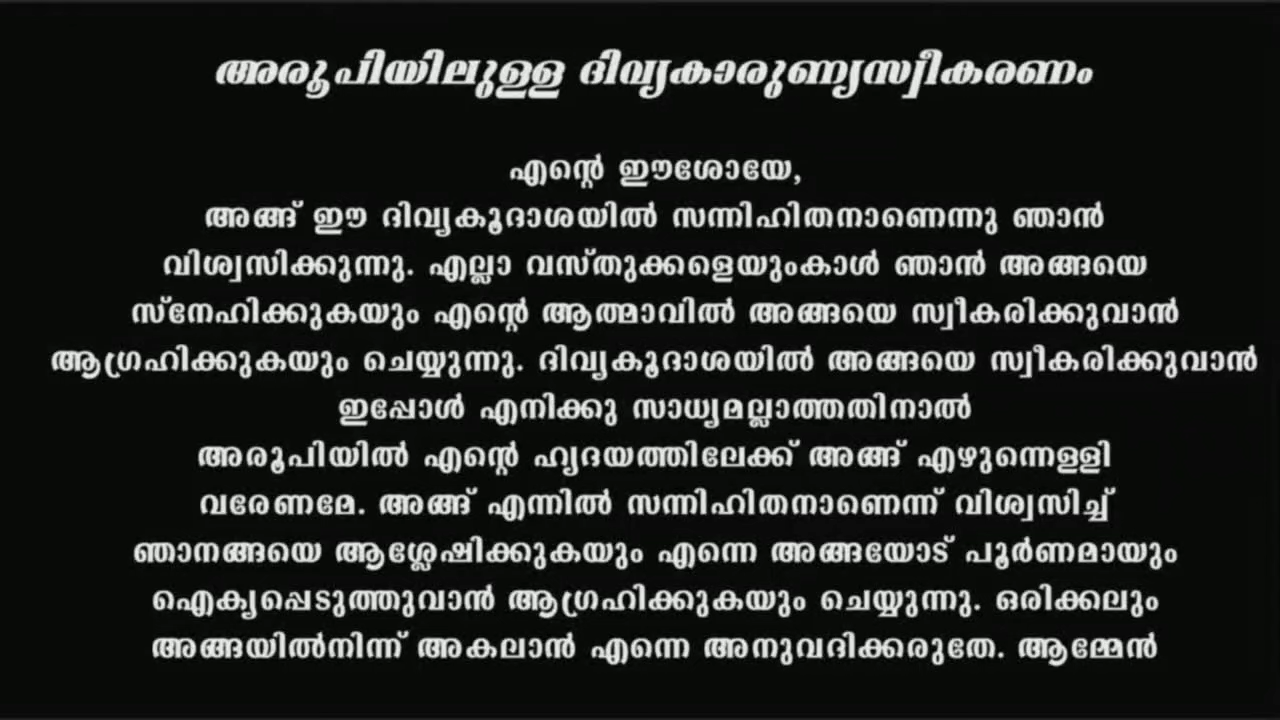 അരൂപിയിലുള്ള ദിവ്യകാരുണ്യസ്വീകരണം
എന്റെ ഈശോയേ,
അങ്ങ് ഈ ദിവ്യകൂദാശയിൽ സന്നിഹിതനാണെന്നു ഞാൻ
വിശ്വസിക്കുന്നു. എല്ലാ വസ്തുക്കളെയുംകാൾ ഞാൻ അങ്ങയെ
സ്നേഹിക്കുകയും എന്റെ ആത്മാവിൽ അങ്ങയെ സ്വീകരിക്കുവാൻ
ആഗ്രഹിക്കുകയും ചെയ്യുന്നു. ദിവ്യകൂദാശയിൽ അങ്ങയെ സ്വീകരിക്കുവാൻ
ഇപ്പോൾ എനിക്കു സാധ്യമല്ലാത്തതിനാൽ
അരൂപിയിൽ എന്റെ ഹൃദയത്തിലേക്ക് അങ്ങ് എഴുന്നെള്ളി
വരേണമേ. അങ്ങ് എന്നിൽ സന്നിഹിതനാണെന്ന് വിശ്വസിച്ച്
ഞാനങ്ങയെ ആശ്ലേഷിക്കുകയും എന്നെ അങ്ങയോട് പൂർണമായും
ഐക്യപ്പെടുത്തുവാൻ ആഗ്രഹിക്കുകയും ചെയ്യുന്നു. ഒരിക്കലും
അങ്ങയിൽനിന്ന് അകലാൻ എന്നെ അനുവദിക്കരുതേ. ആമ്മേൻ